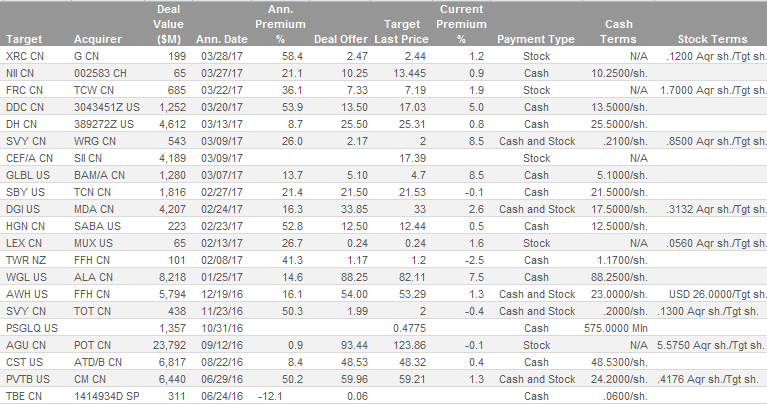 Deal Ann. Current
Value Premium Target Premium Cash
Target Acquirer ($M) Ann. Date % Deal Offer Last Price % Payment Type Terms Stock Terms
XRC CN G CN 199 03/28/17 58.4 2.47 2.44 1.2 Stock N/A .1200 Aqr sh./Tgt sh.
NII CN 002583 CH 65 03/27/17 21.1 10.25 13.445 0.9 Cash 10.2500/sh.
FRC CN TCW CN 685 03/22/17 36.1 7.33 7.19 1.9 Stock N/A 1.7000 Aqr sh./Tgt sh.
DDC CN 3043451Z US 1,252 03/20/17 53.9 13.50 17.03 5.0 Cash 13.5000/sh.
DH CN 389272Z US 4,612 03/13/17 8.7 25.50 25.31 0.8 Cash 25.5000/sh.
SVY CN WRG CN 543 03/09/17 26.0 2.17 2 8.5 Cash and Stock .2100/sh. .8500 Aqr sh./Tgt sh.
CEF/A CN SII CN 4,189 03/09/17 17.39 Stock N/A
GLBL US BAM/A CN 1,280 03/07/17 13.7 5.10 4.7 8.5 Cash 5.1000/sh.
SBY US TCN CN 1,816 02/27/17 21.4 21.50 21.53 -0.1 Cash 21.5000/sh.
DGI US MDA CN 4,207 02/24/17 16.3 33.85 33 2.6 Cash and Stock 17.5000/sh. .3132 Aqr sh./Tgt sh.
HGN CN SABA US 223 02/23/17 52.8 12.50 12.44 0.5 Cash 12.5000/sh.
LEX CN MUX US 65 02/13/17 26.7 0.24 0.24 1.6 Stock N/A .0560 Aqr sh./Tgt sh.
TWR NZ FFH CN 101 02/08/17 41.3 1.17 1.2 -2.5 Cash 1.1700/sh.
WGL US ALA CN 8,218 01/25/17 14.6 88.25 82.11 7.5 Cash 88.2500/sh.
AWH US FFH CN 5,794 12/19/16 16.1 54.00 53.29 1.3 Cash and Stock 23.0000/sh. USD 26.0000/Tgt sh.
SVY CN TOT CN 438 11/23/16 50.3 1.99 2 -0.4 Cash and Stock .2000/sh. .1300 Aqr sh./Tgt sh.
PSGLQ US 1,357 10/31/16 0.4775 Cash 575.0000 Mln
AGU CN POT CN 23,792 09/12/16 0.9 93.44 123.86 -0.1 Stock N/A 5.5750 Aqr sh./Tgt sh.
CST US ATD/B CN 6,817 08/22/16 8.4 48.53 48.32 0.4 Cash 48.5300/sh.
PVTB US CM CN 6,440 06/29/16 50.2 59.96 59.21 1.3 Cash and Stock 24.2000/sh. .4176 Aqr sh./Tgt sh.
TBE CN 1414934D SP 311 06/24/16 -12.1 0.06 Cash .0600/sh.